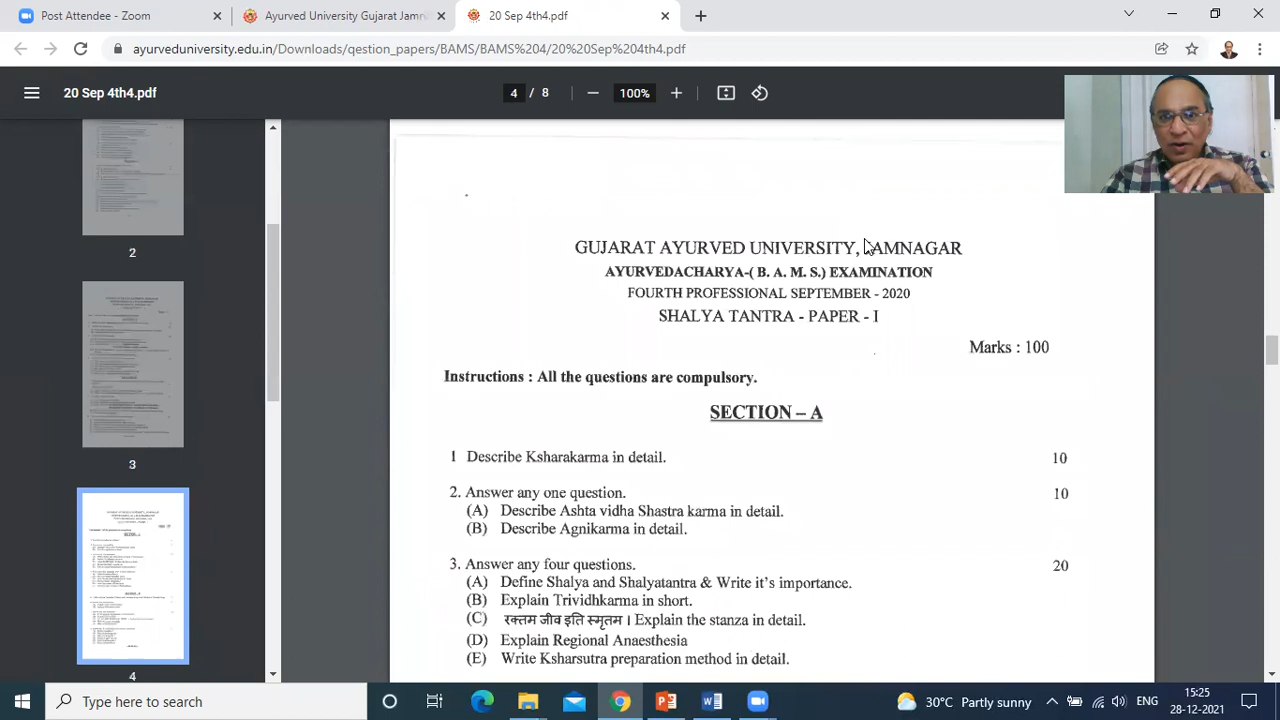 Post Attendee - Zoom
Ayurved University Gujarat Jamn
20 Sep 4th4.pdf
ayurveduniversity.edu.in/Downloads/qestion_papers/BAMS/BAMS%204/20%20Sep%204th4.pdf
20 Sep 4th4.pdf
4 / 8
100%
2
3
4
GUJARAT AYURVED UNIVERSITY, JAMNAGAR
AYURVEDACHARYA-( B. A. M. S.) EXAMINATION
FOURTH PROFESSIONAL SEPTEMBER - 2020
SHALYA TANTRA - PAPER - I
Marks : 100
Instructions : All the questions are compulsory.
SECTION – A
1 Describe Ksharakarma in detail. 10
2. Answer any one question. 10
(A) Describe Ashta vidha Shastra karma in detail.
(B) Describe Agnikarma in detail.
3. Answer any four questions. 20
(A) Define Shalya and Shalyatantra & Write it's importance.
(B) Explain Trividhkarma in short.
(C) रक्तम जीव इति स्मृतम । Explain the stanza in detail.
(D) Explain Regional Anaesthesia
(E) Write Ksharsutra preparation method in detail.
Type here to search
30°C Partly sunny
ENG
15:25
28-12-2021